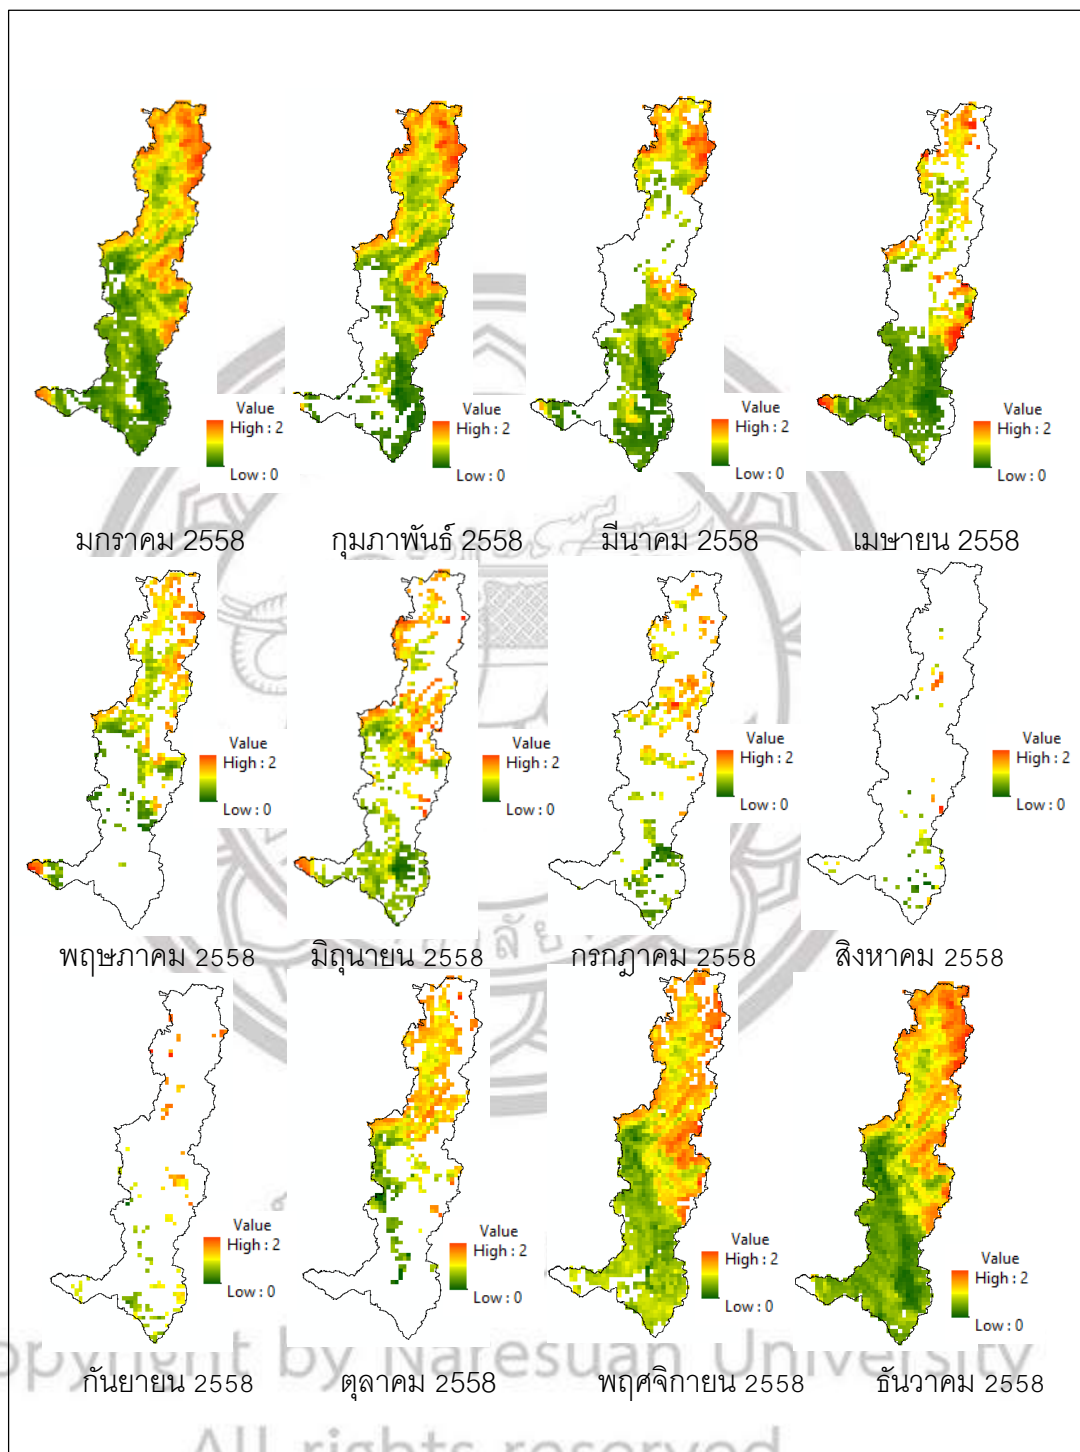 Value
High : 2
Low : 0
Value
High : 2
Low : 0
Value
High : 2
Low : 0
Value
High : 2
Low : 0
มกราคม 2558
กุมภาพันธ์ 2558
มีนาคม 2558
เมษายน 2558
Value
High : 2
Low : 0
Value
High : 2
Low : 0
Value
High : 2
Low : 0
Value
High : 2
Low : 0
พฤษภาคม 2558
มิถุนายน 2558
กรกฎาคม 2558
สิงหาคม 2558
Value
High : 2
Low : 0
Value
High : 2
Low : 0
Value
High : 2
Low : 0
Value
High : 2
Low : 0
กันยายน 2558
ตุลาคม 2558
พฤศจิกายน 2558
ธันวาคม 2558
opyright by Naresuan University
All rights reserved